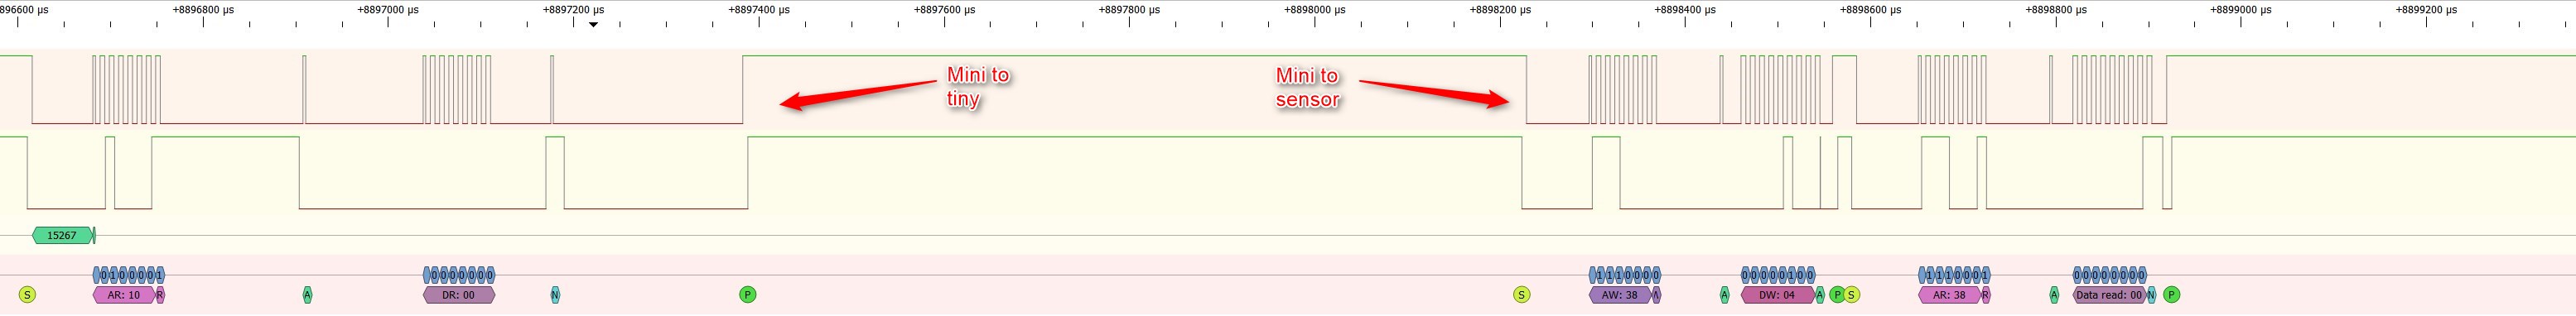 896600 µs +8896800 µs +8897000 µs +8897200 µs +8897400 µs +8897600 µs +8897800 µs +8898000 µs +8898200 µs +8898400 µs +8898600 µs +8898800 µs +8899000 µs +8899200 µs
Mini to
tiny
Mini to
sensor
15267
0 1 0 0 0 0 0 1 0 0 0 0 0 0 0 0 1 1 1 0 0 0 0 0 0 0 0 0 0 1 0 0 1 1 1 0 0 0 1 0 0 0 0 0 0 0 0
S AR: 10 R A DR: 00 N P S AW: 38 A DW: 04 A P S AR: 38 R A Data read: 00 N P